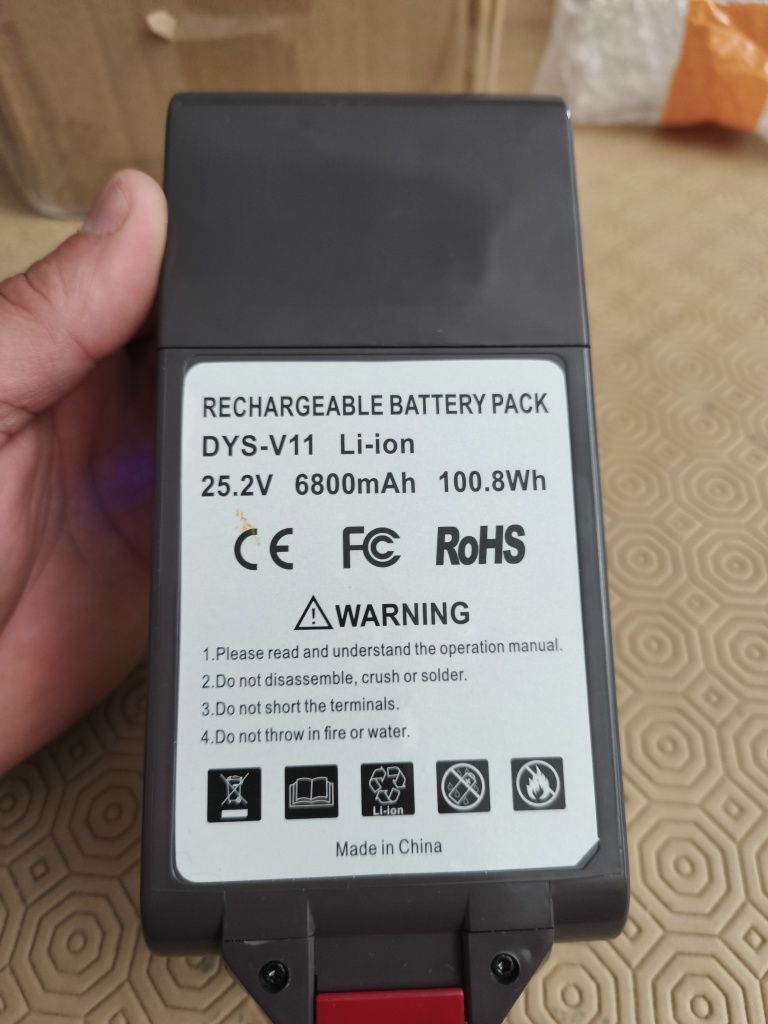 RECHARGEABLE BATTERY PACK
DYS-V11 Li-ion
25.2V 6800mAh 100.8Wh
CE FC RoHS
WARNING
1.Please read and understand the operation manual.
2.Do not disassemble, crush or solder.
3.Do not short the terminals.
4.Do not throw in fire or water.
Li-ion
Made in China